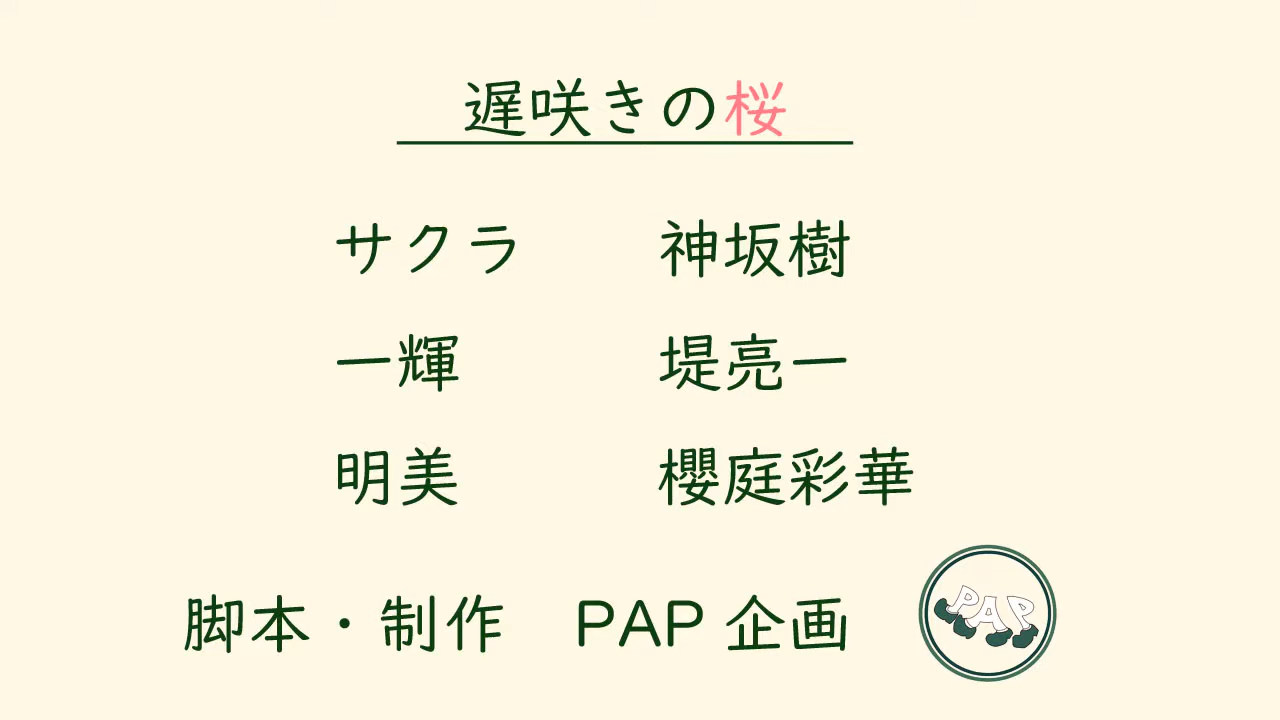 遅咲きの桜
サクラ　神坂樹
一輝　堤亮一
明美　櫻庭彩華
脚本・制作　PAP 企画
PAP